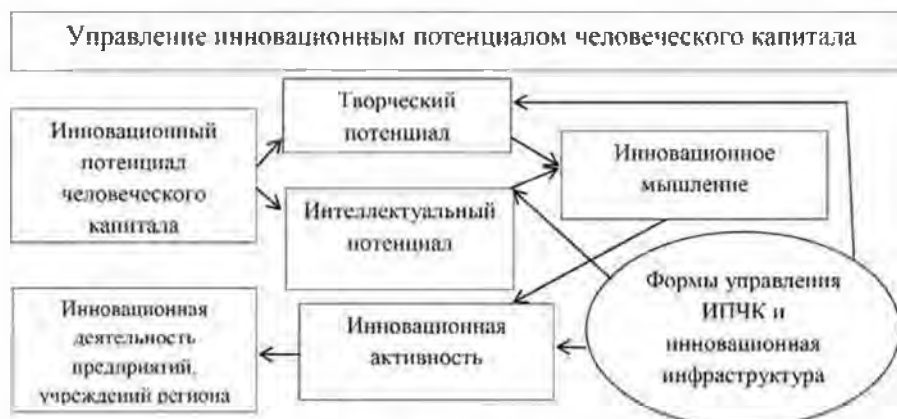 Управление инновационным потенциалом человеческого капитала
Творческий
потенциал
Инновационный
потенциал
человеческого
капитала
Инновационное
мышление
Интеллектуальный
потенциал
Формы управления
ИПЧК и
инновационная
инфраструктура
Инновационная
деятельность
предприятий,
учреждений региона
Инновационная
активность